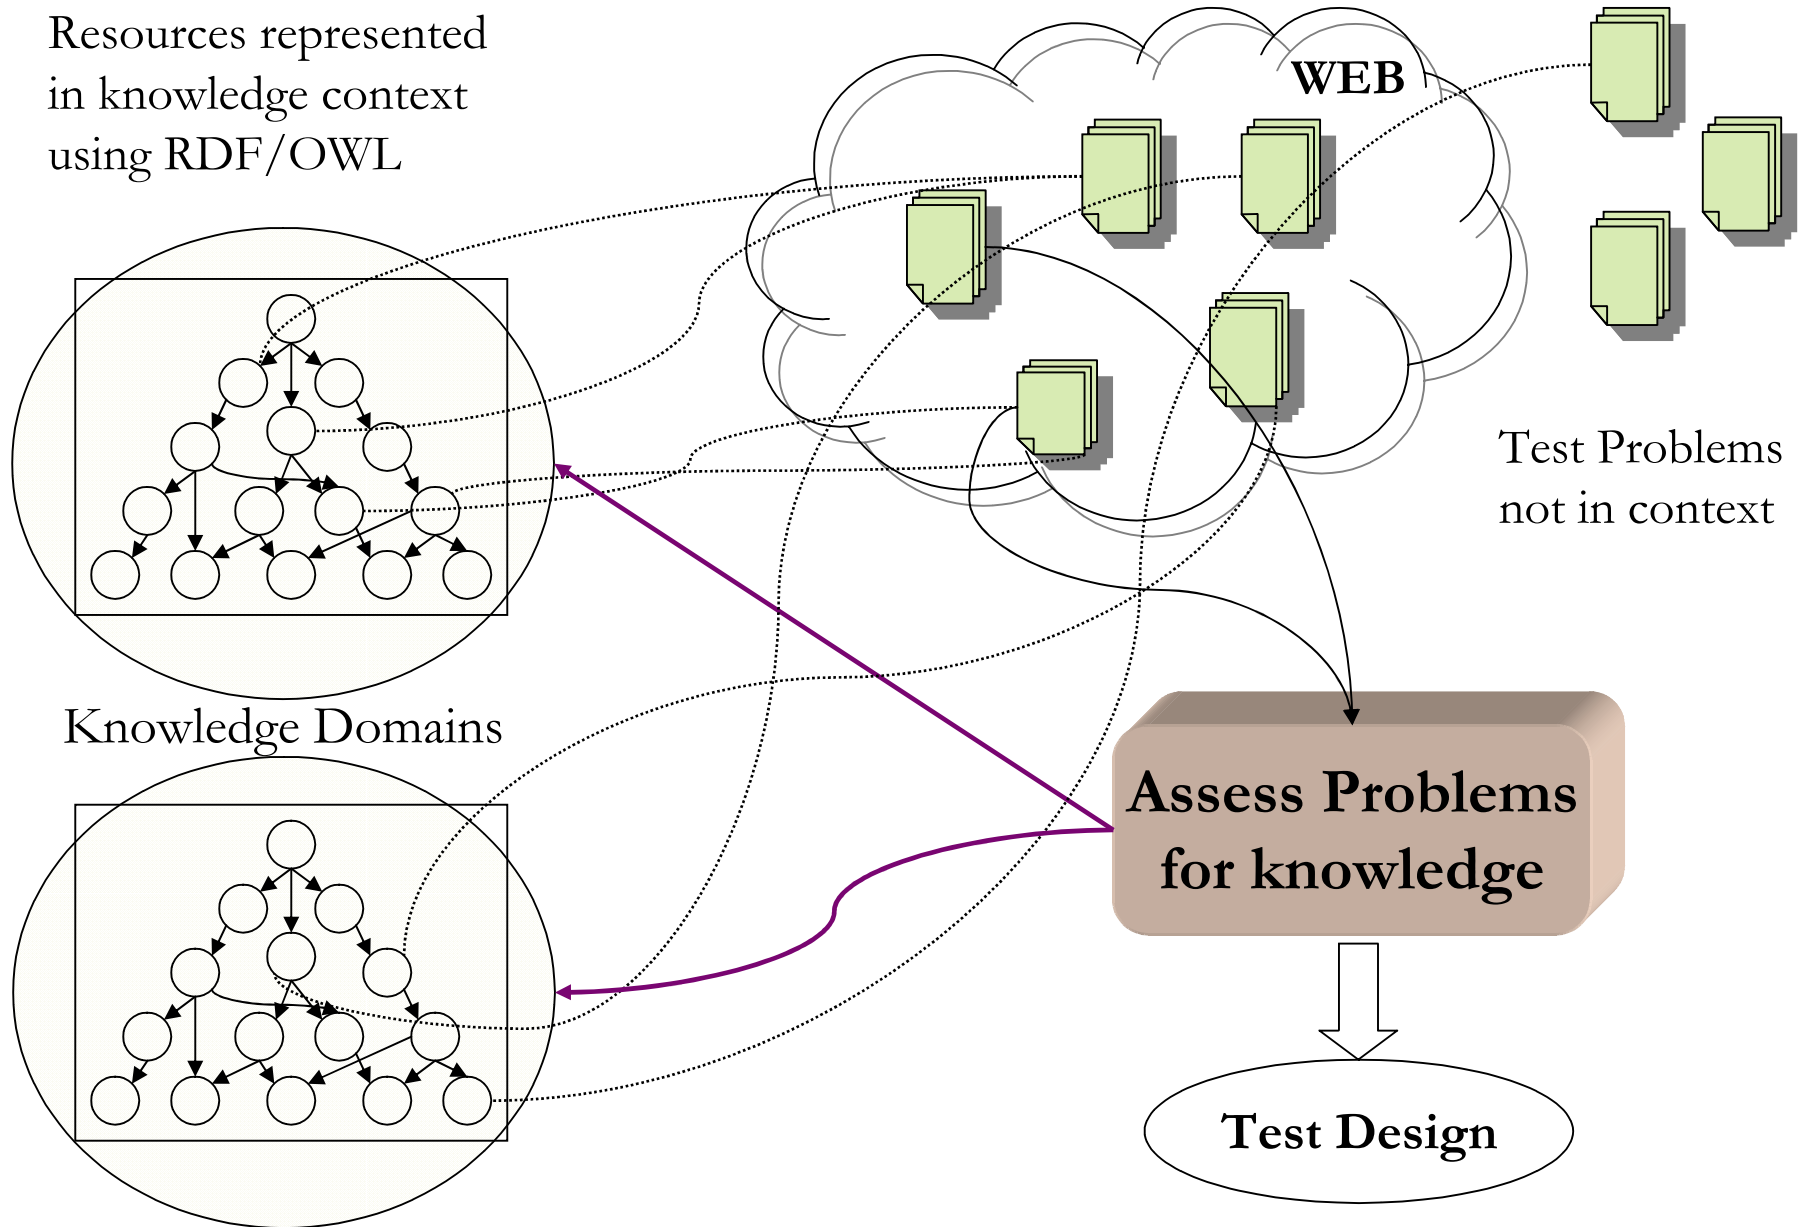 Resources represented
in knowledge context
using RDF/OWL
WEB
Test Problems
not in context
Knowledge Domains
Assess Problems
for knowledge
Test Design